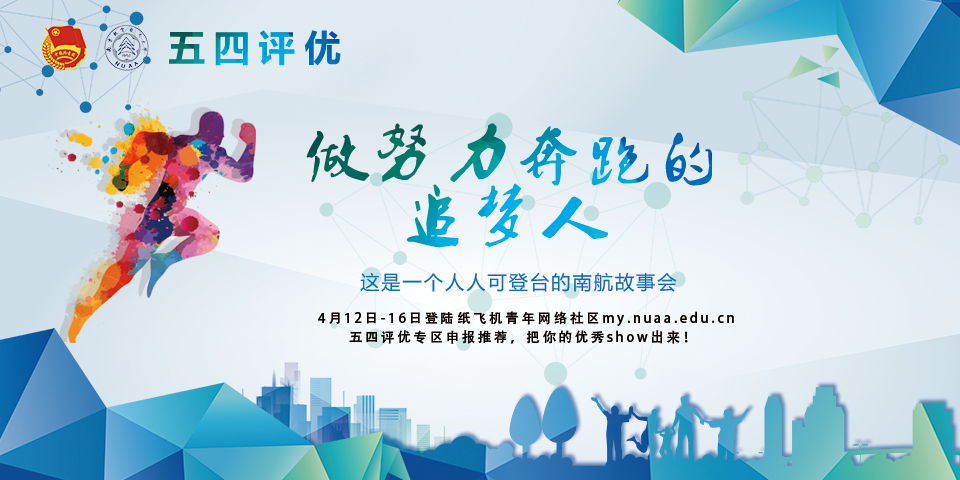 五四评优
NUAA
做努力奔跑的
追梦人
这是一个人人可登台的南航故事会
4月12日-16日登陆纸飞机青年网络社区my.nuaa.edu.cn
五四评优专区申报推荐，把你的优秀show出来！